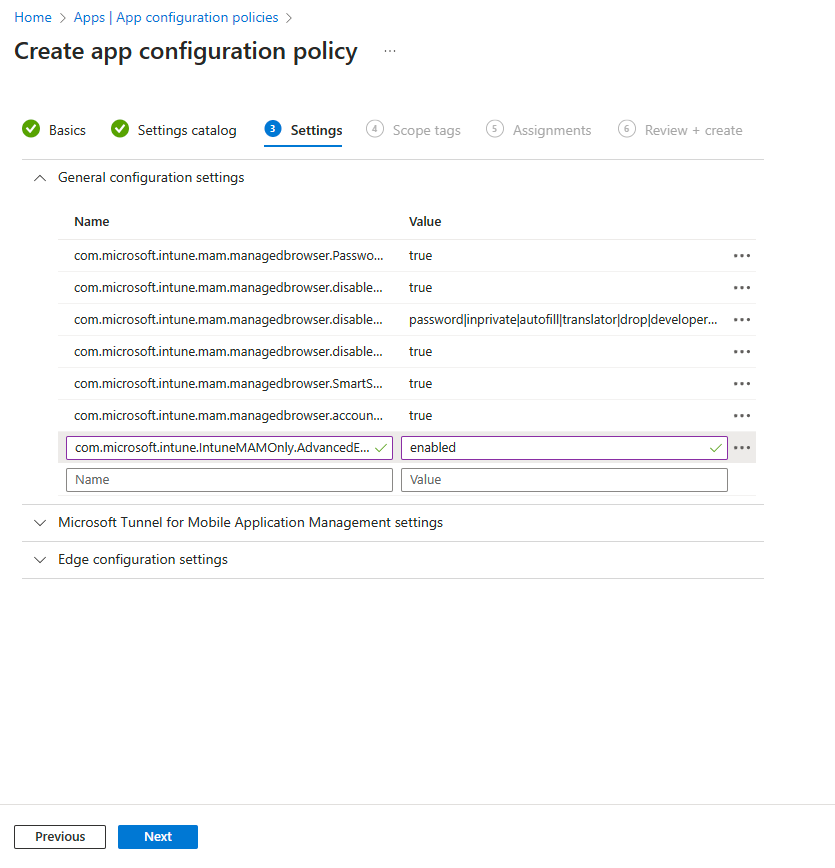 Home > Apps | App configuration policies >
Create app configuration policy ...
Basics Settings catalog 3 Settings 4 Scope tags 5 Assignments 6 Review + create
General configuration settings
Name Value
com.microsoft.intune.mam.managedbrowser.Passwo... true
com.microsoft.intune.mam.managedbrowser.disable... true
com.microsoft.intune.mam.managedbrowser.disable... password|inprivate|autofill|translator|drop|developer...
com.microsoft.intune.mam.managedbrowser.disable... true
com.microsoft.intune.mam.managedbrowser.SmartS... true
com.microsoft.intune.mam.managedbrowser.accoun... true
com.microsoft.intune.IntuneMAMOnly.AdvancedE... enabled
Name Value
Microsoft Tunnel for Mobile Application Management settings
Edge configuration settings
Previous Next